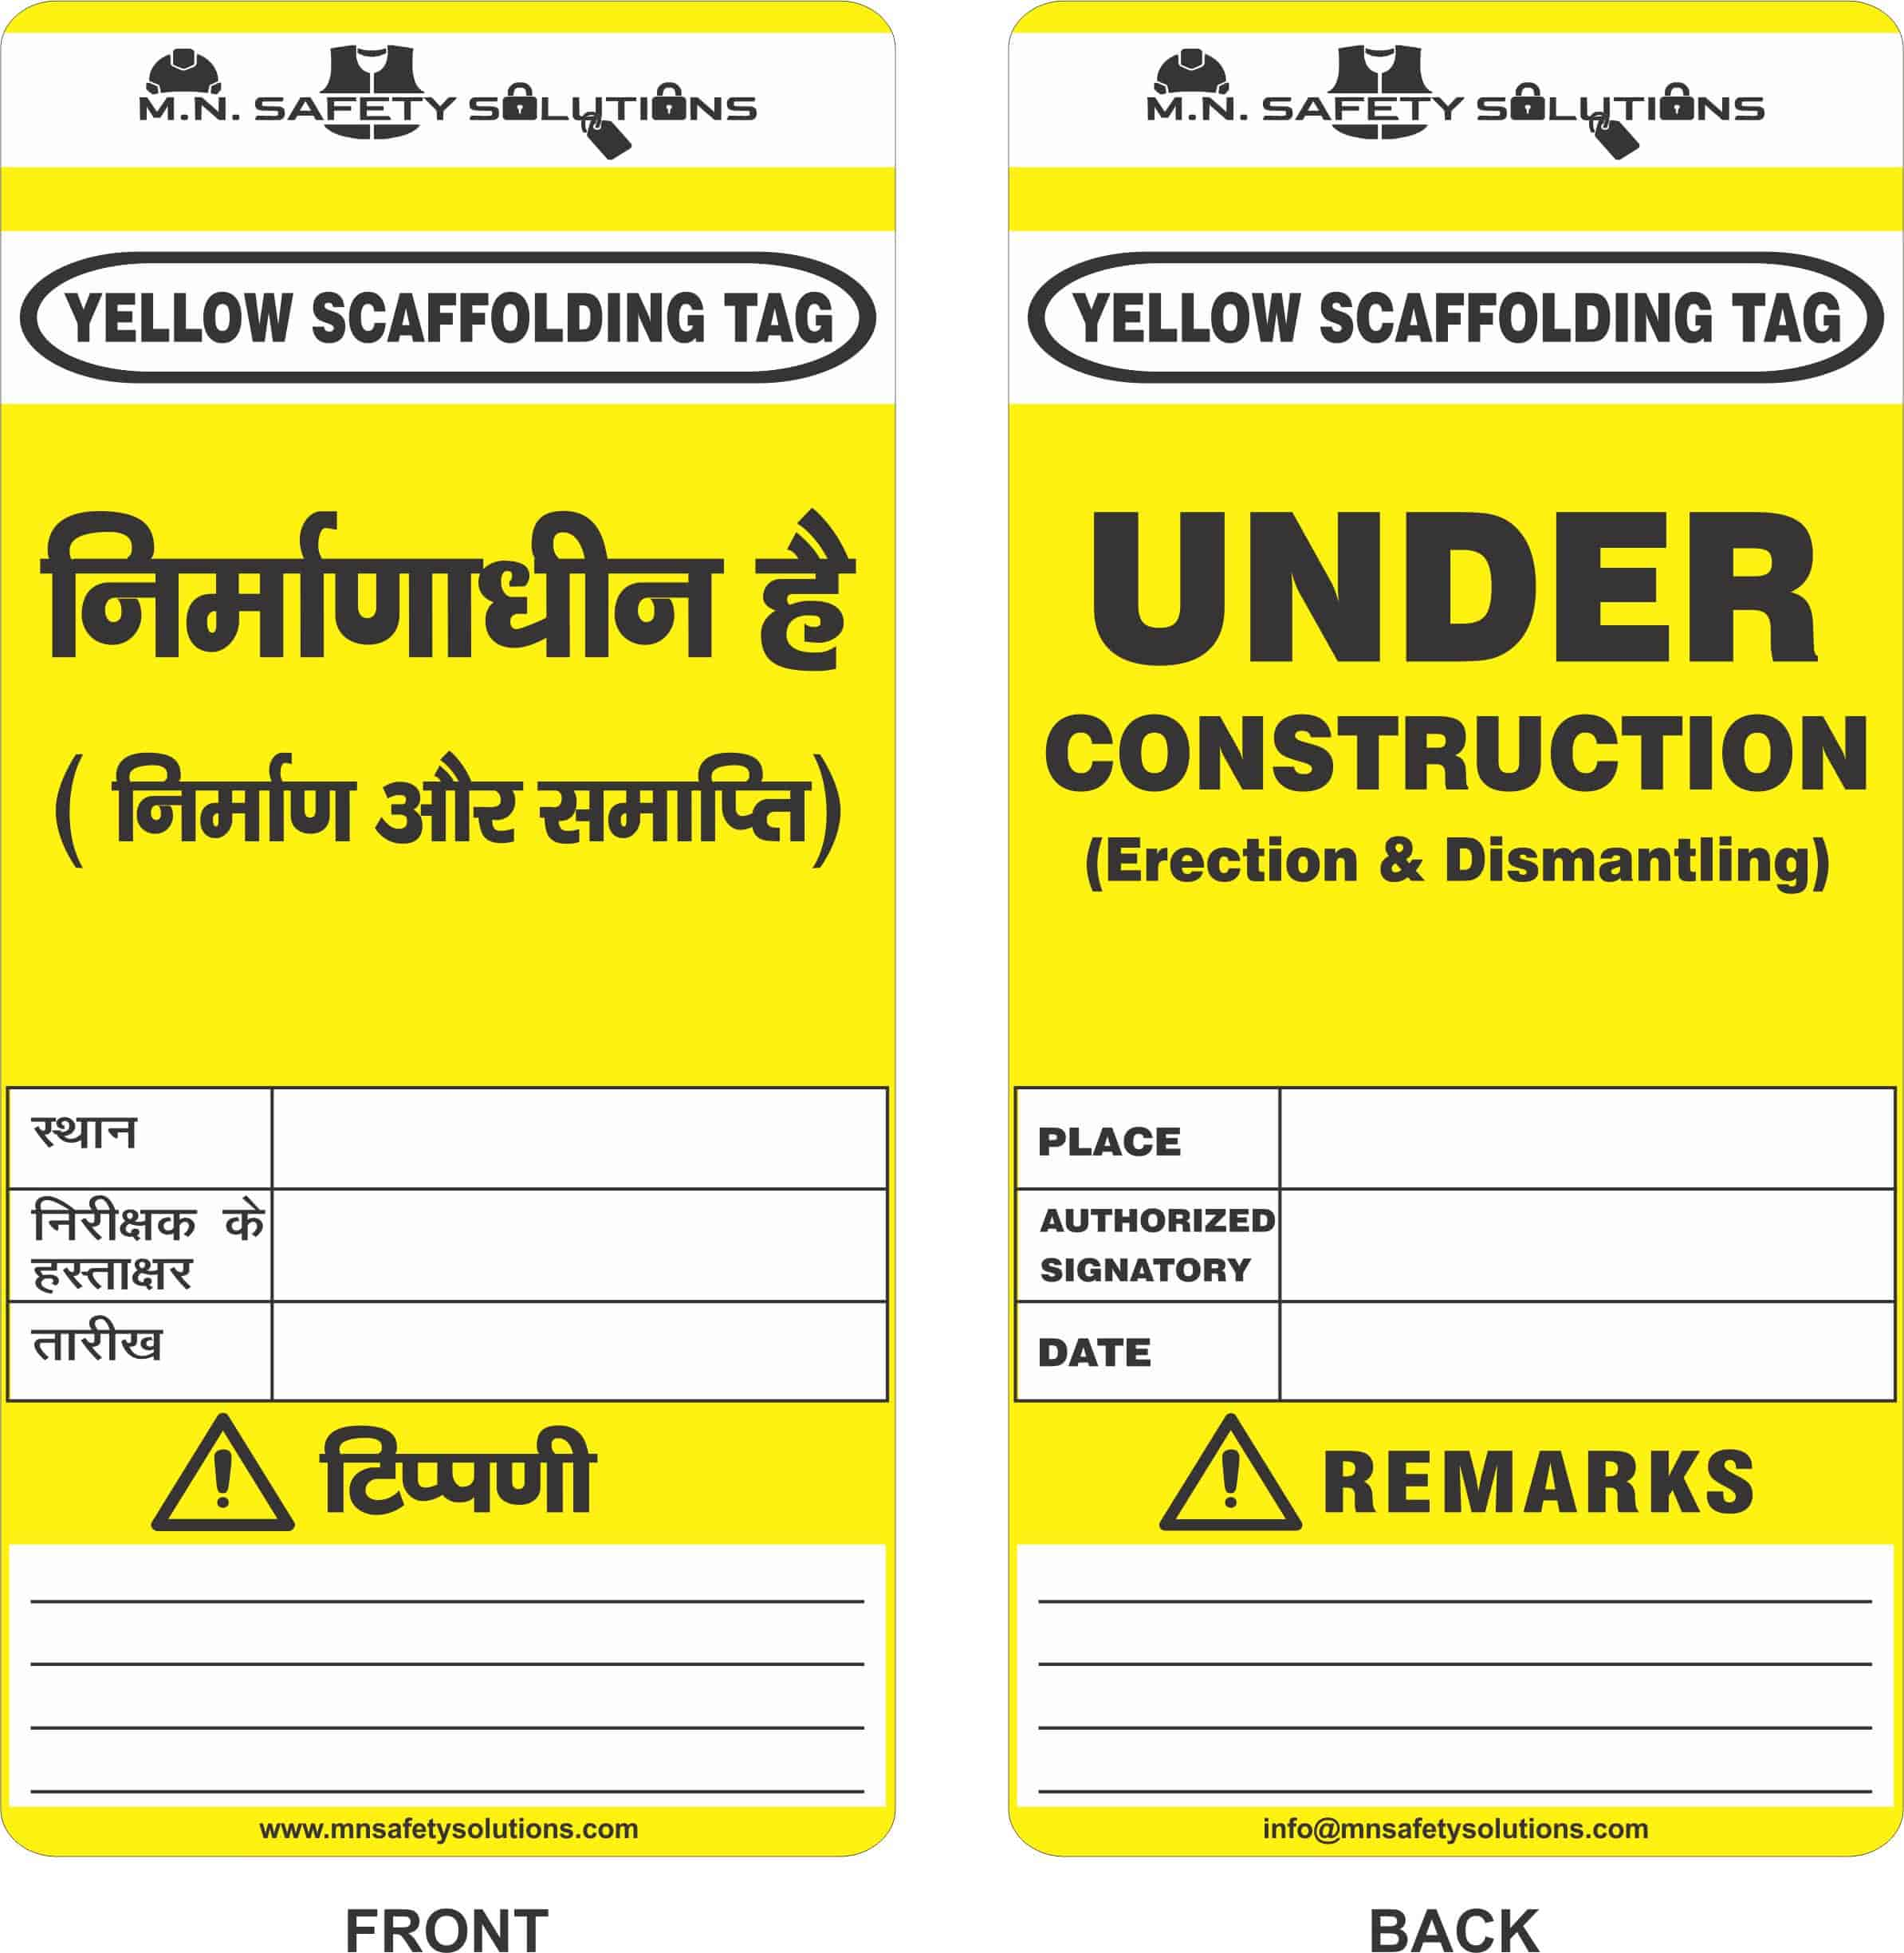 M.N. SAFETY SOLUTIONS
YELLOW SCAFFOLDING TAG
निर्माणाधीन है
( निर्माण और समाप्ति)
स्थान
निरीक्षक के
हस्ताक्षर
तारीख
टिप्पणी
www.mnsafetysolutions.com
FRONT
M.N. SAFETY SOLUTIONS
YELLOW SCAFFOLDING TAG
UNDER
CONSTRUCTION
(Erection & Dismantling)
PLACE
AUTHORIZED
SIGNATORY
DATE
REMARKS
info@mnsafetysolutions.com
BACK